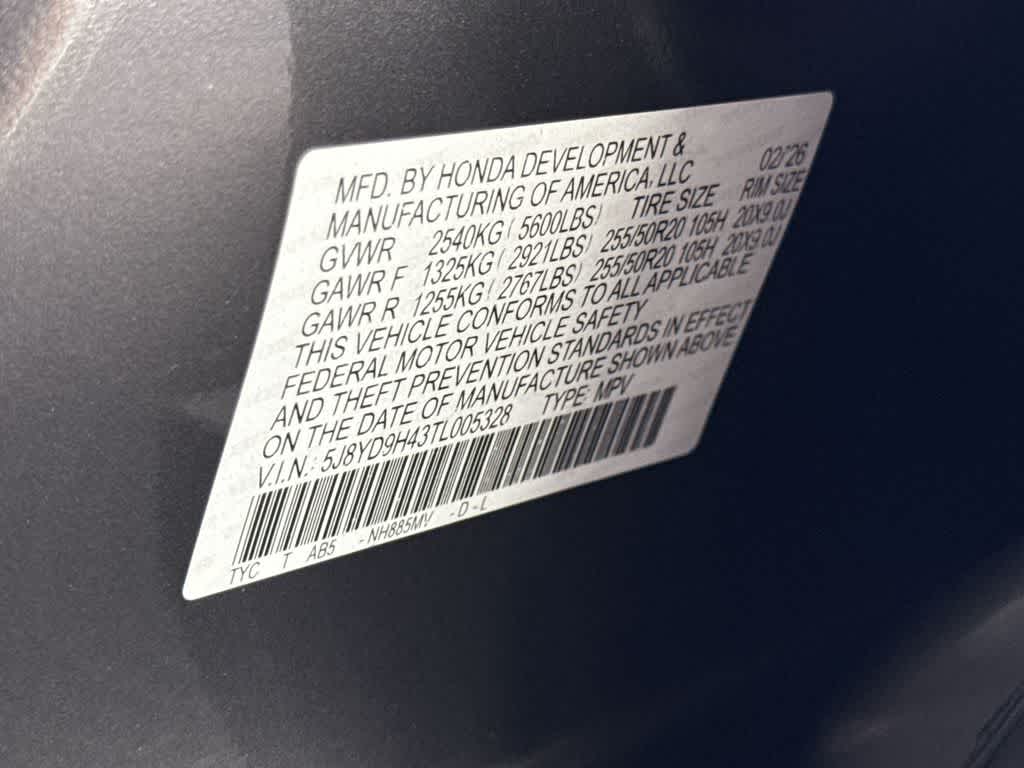 MFD. BY HONDA DEVELOPMENT & 02/26
MANUFACTURING OF AMERICA, LLC
GVWR 2540KG ( 5600LBS) TIRE SIZE RIM SIZE
GAWR F 1325KG ( 2921LBS) 255/50R20 105H 20X9.0J
GAWR R 1255KG ( 2767LBS) 255/50R20 105H 20X9.0J
THIS VEHICLE CONFORMS TO ALL APPLICABLE
FEDERAL MOTOR VEHICLE SAFETY
AND THEFT PREVENTION STANDARDS IN EFFECT
ON THE DATE OF MANUFACTURE SHOWN ABOVE
V.I.N.: 5J8YD9H43TL005328 TYPE: MPV
TYC T AB5 -NH885MV -D -L